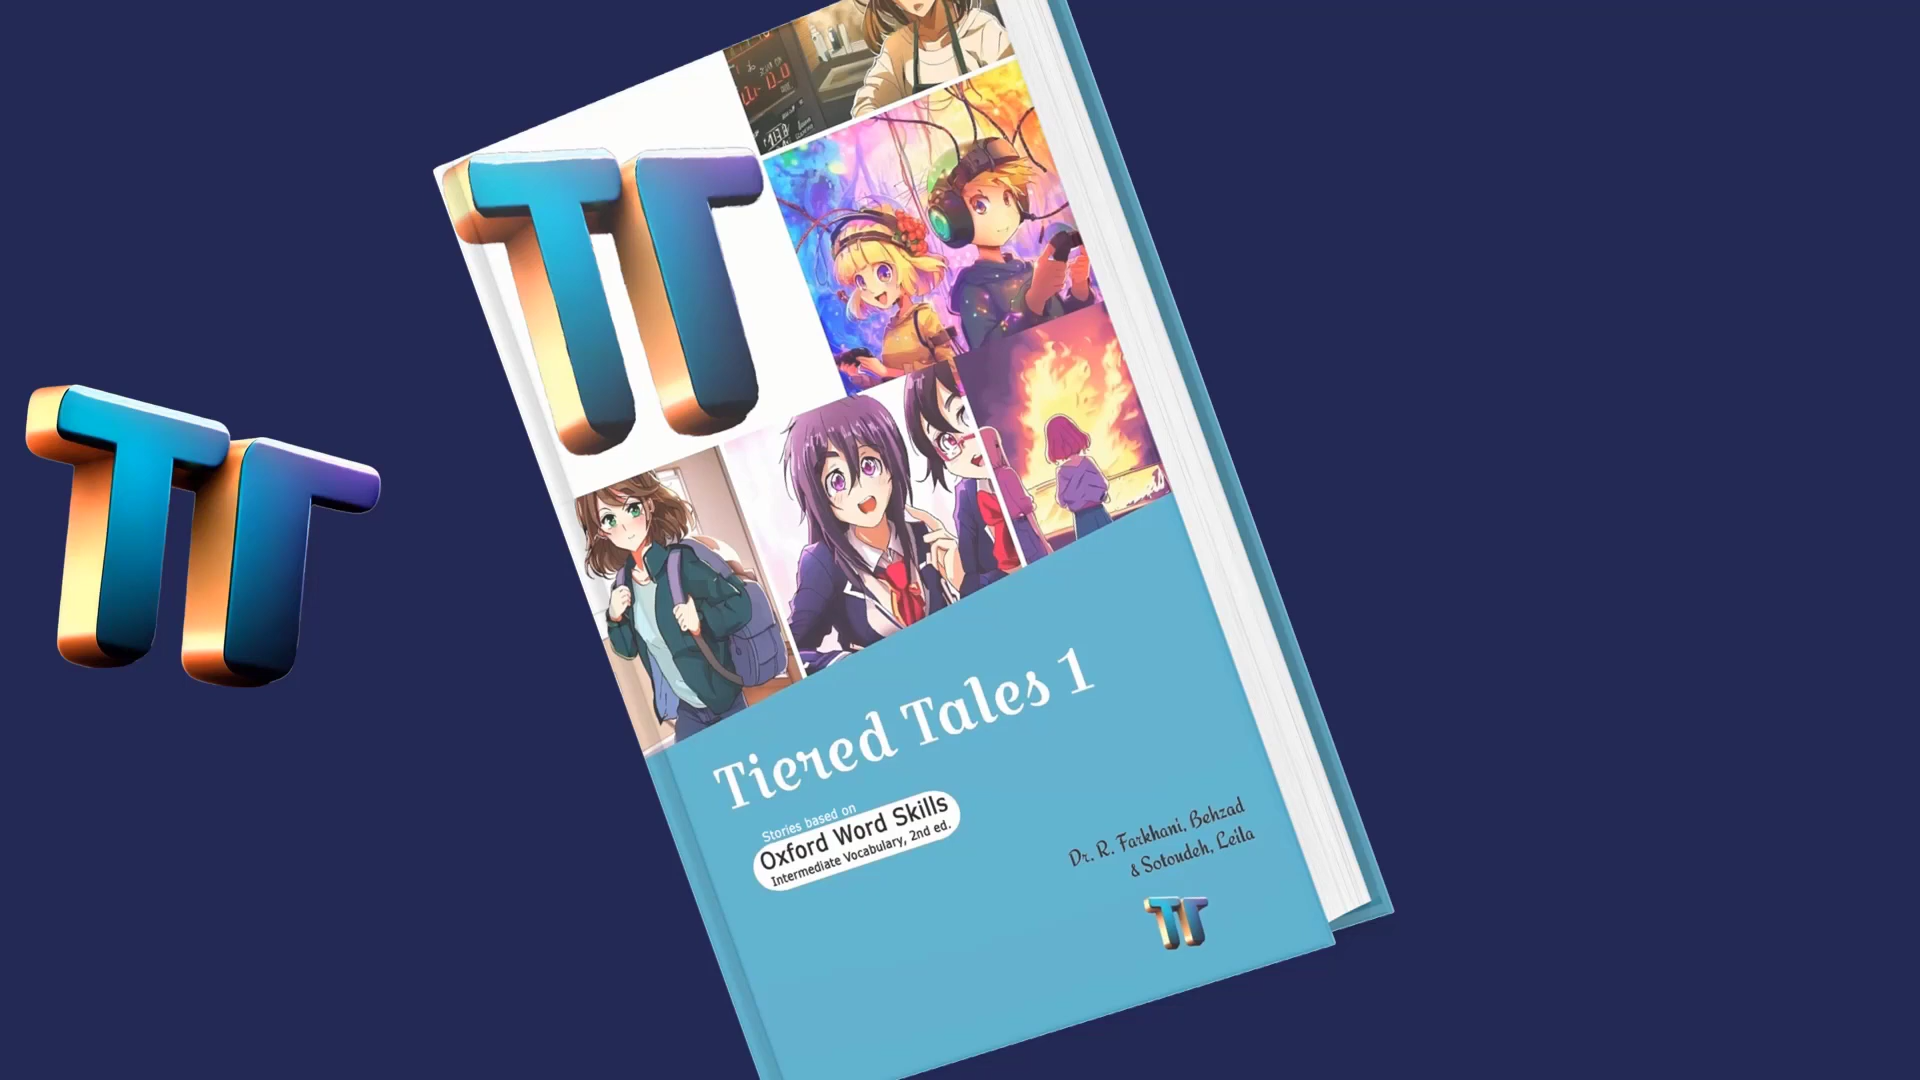 TT
TT
Tiered Tales 1
Stories based on
Oxford Word Skills
Intermediate Vocabulary, 2nd ed.
Dr. R. Farkhani, Behzad
& Sotoudeh, Leila
TT